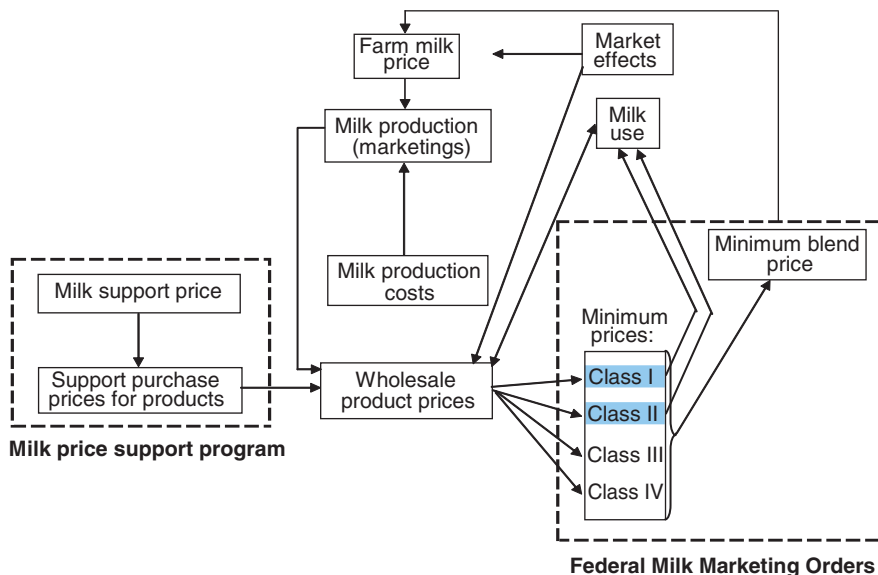 Farm milk
price
Market
effects
Milk production
(marketings)
Milk
use
Minimum blend
price
Milk production
costs
Milk support price
Minimum
prices:
Support purchase
prices for products
Wholesale
product prices
Class I
Class II
Class III
Class IV
Milk price support program
Federal Milk Marketing Orders